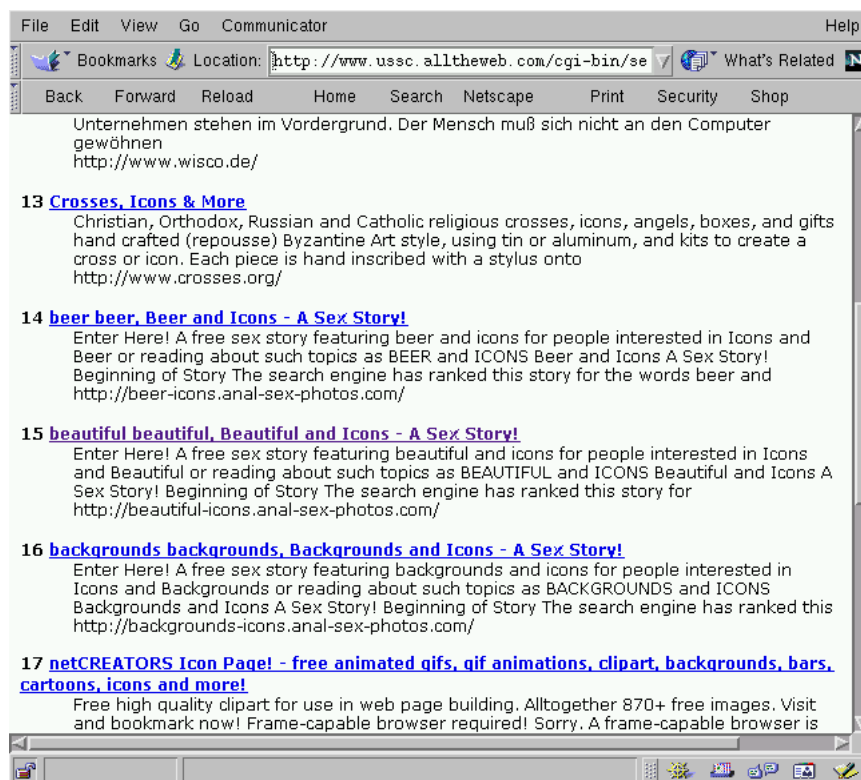 File Edit View Go Communicator Help
Bookmarks Location: http://www.ussc.alltheweb.com/cgi-bin/se What's Related N
Back Forward Reload Home Search Netscape Print Security Shop
Unternehmen stehen im Vordergrund. Der Mensch muß sich nicht an den Computer
gewöhnen
http://www.wisco.de/
13 Crosses, Icons & More
Christian, Orthodox, Russian and Catholic religious crosses, icons, angels, boxes, and gifts
hand crafted (repousse) Byzantine Art style, using tin or aluminum, and kits to create a
cross or icon. Each piece is hand inscribed with a stylus onto
http://www.crosses.org/
14 beer beer, Beer and Icons - A Sex Story!
Enter Here! A free sex story featuring beer and icons for people interested in Icons and
Beer or reading about such topics as BEER and ICONS Beer and Icons A Sex Story!
Beginning of Story The search engine has ranked this story for the words beer and
http://beer-icons.anal-sex-photos.com/
15 beautiful beautiful, Beautiful and Icons - A Sex Story!
Enter Here! A free sex story featuring beautiful and icons for people interested in Icons
and Beautiful or reading about such topics as BEAUTIFUL and ICONS Beautiful and Icons A
Sex Story! Beginning of Story The search engine has ranked this story for
http://beautiful-icons.anal-sex-photos.com/
16 backgrounds backgrounds, Backgrounds and Icons - A Sex Story!
Enter Here! A free sex story featuring backgrounds and icons for people interested in
Icons and Backgrounds or reading about such topics as BACKGROUNDS and ICONS
Backgrounds and Icons A Sex Story! Beginning of Story The search engine has ranked this
http://backgrounds-icons.anal-sex-photos.com/
17 netCREATORS Icon Page! - free animated gifs, gif animations, clipart, backgrounds, bars,
cartoons, icons and more!
Free high quality clipart for use in web page building. Alltogether 870+ free images. Visit
and bookmark now! Frame-capable browser required! Sorry. A frame-capable browser is